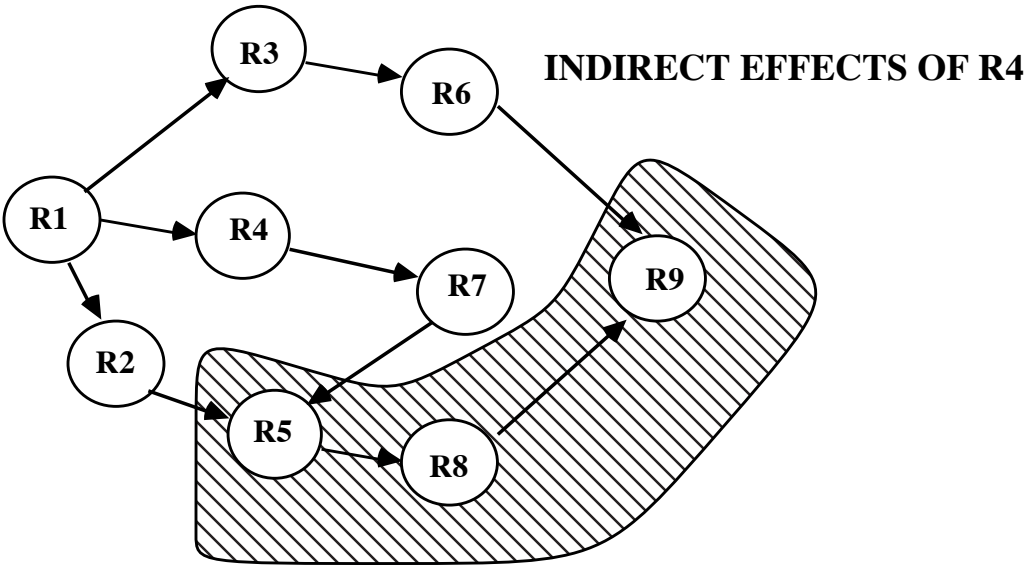 R3
INDIRECT EFFECTS OF R4
R6
R1
R4
R7
R9
R2
R5
R8